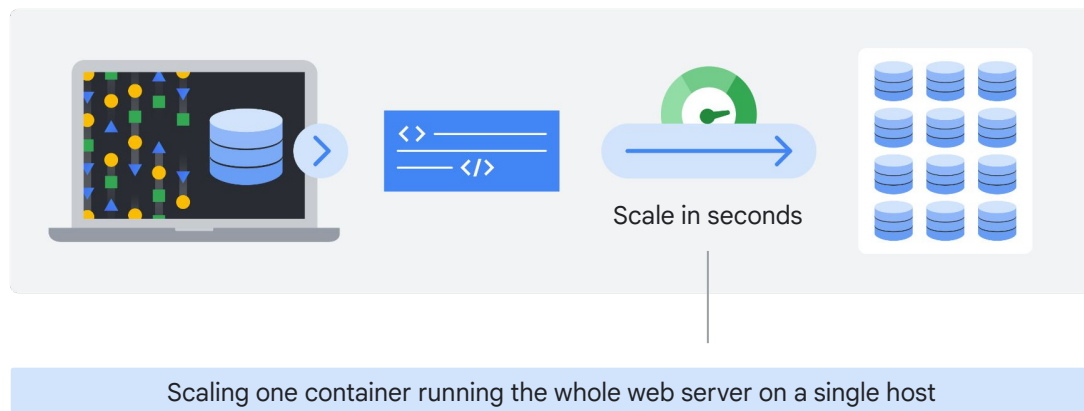 <>
</>
Scale in seconds
Scaling one container running the whole web server on a single host